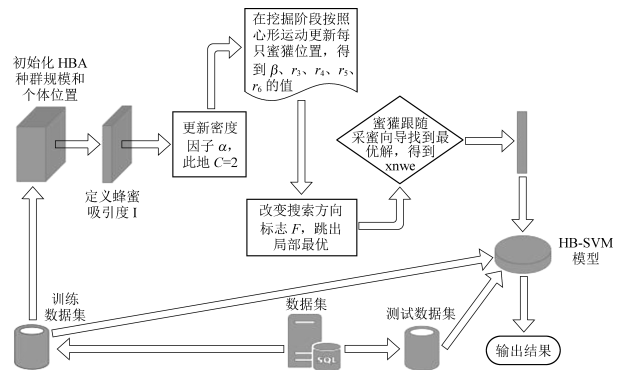 初始化 HBA
种群规模和
个体位置
定义蜂蜜
吸引度 I
更新密度
因子 α,
此地 C=2
在挖掘阶段按照
心形运动更新每
只蜜獾位置，得
到 β、r3、r4、r5、
r6 的值
改变搜索方向
标志 F，跳出
局部最优
蜜獾跟随
采蜜向导找到最
优解，得到
xnwe
HB-SVM
模型
训练
数据集
数据集
SQL
测试数据集
输出结果